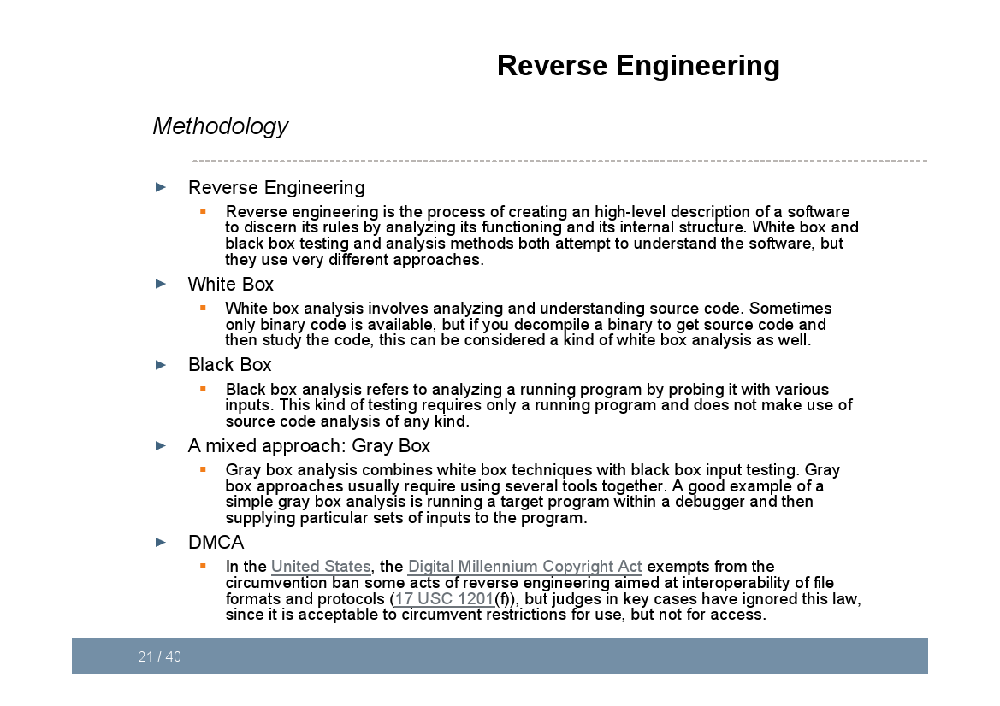 Reverse Engineering
Methodology
Reverse Engineering
Reverse engineering is the process of creating an high-level description of a software
to discern its rules by analyzing its functioning and its internal structure. White box and
black box testing and analysis methods both attempt to understand the software, but
they use very different approaches.
White Box
White box analysis involves analyzing and understanding source code. Sometimes
only binary code is available, but if you decompile a binary to get source code and
then study the code, this can be considered a kind of white box analysis as well.
Black Box
Black box analysis refers to analyzing a running program by probing it with various
inputs. This kind of testing requires only a running program and does not make use of
source code analysis of any kind.
A mixed approach: Gray Box
Gray box analysis combines white box techniques with black box input testing. Gray
box approaches usually require using several tools together. A good example of a
simple gray box analysis is running a target program within a debugger and then
supplying particular sets of inputs to the program.
DMCA
In the United States, the Digital Millennium Copyright Act exempts from the
circumvention ban some acts of reverse engineering aimed at interoperability of file
formats and protocols (17 USC 1201(f)), but judges in key cases have ignored this law,
since it is acceptable to circumvent restrictions for use, but not for access.
21 / 40